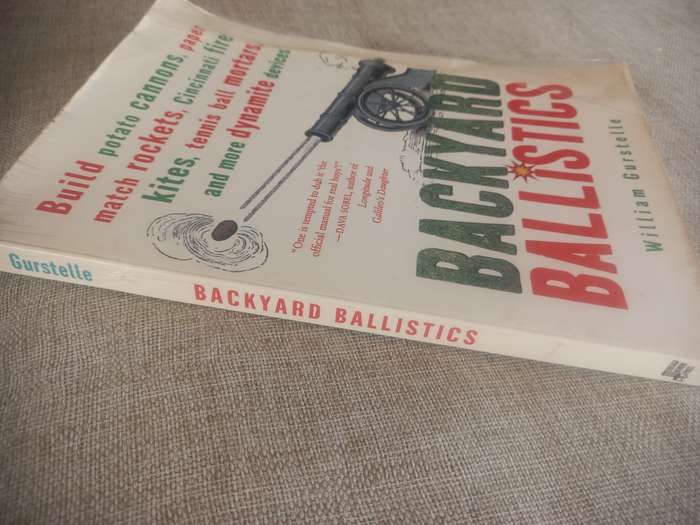 Build potato cannons, paper
match rockets, Cincinnati fire
kites, tennis ball mortars,
and more dynamite devices
"One is tempted to dub it 'the
official manual for real boys'!"
—DAVA SOBEL, author of
Longitude and
Galileo's Daughter
BACKYARD
BALLISTICS
William Gurstelle
Gurstelle
BACKYARD BALLISTICS